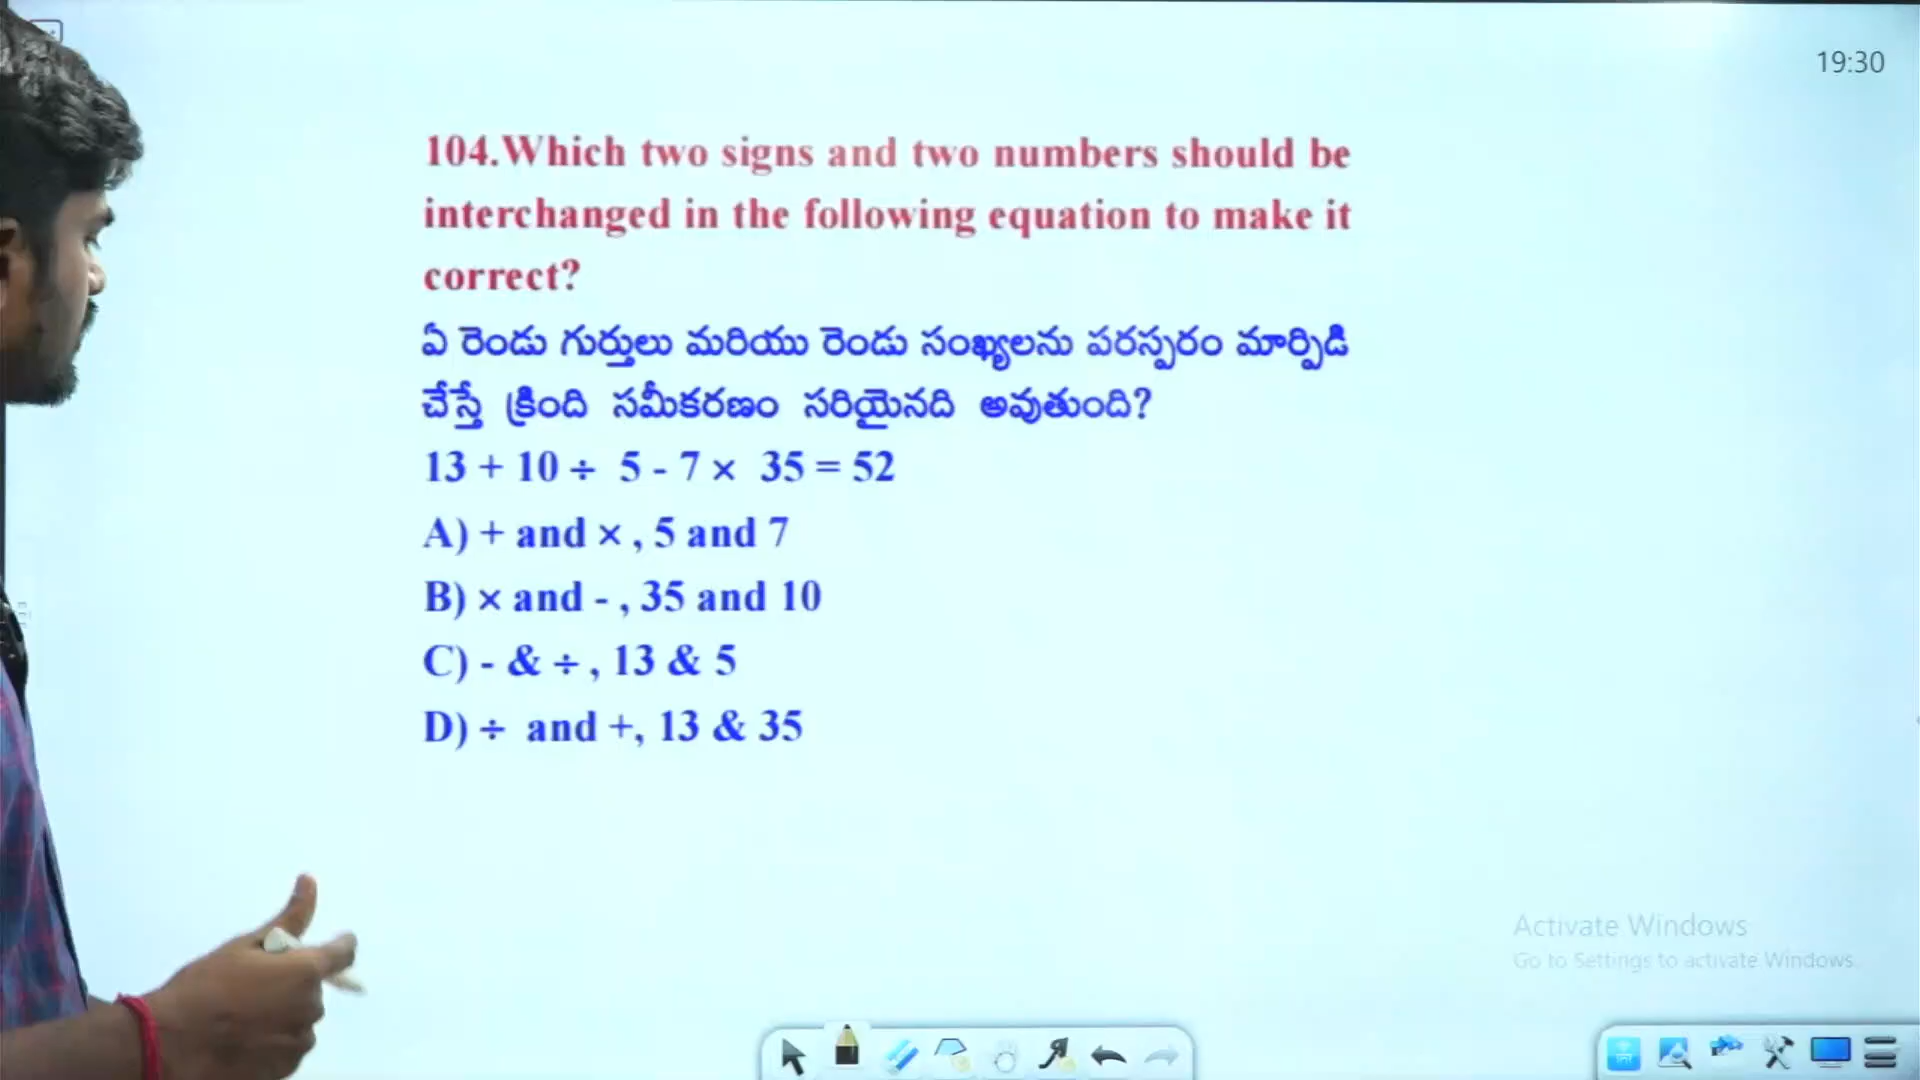 19:30
104.Which two signs and two numbers should be
interchanged in the following equation to make it
correct?
ఏ రెండు గుర్తులు మరియు రెండు సంఖ్యలను పరస్పరం మార్పిడి
చేస్తే క్రింది సమీకరణం సరియైనది అవుతుంది?
13 + 10 ÷ 5 - 7 × 35 = 52
A) + and × , 5 and 7
B) × and - , 35 and 10
C) - & ÷ , 13 & 5
D) ÷ and +, 13 & 35
Activate Windows
Go to Settings to activate Windows.